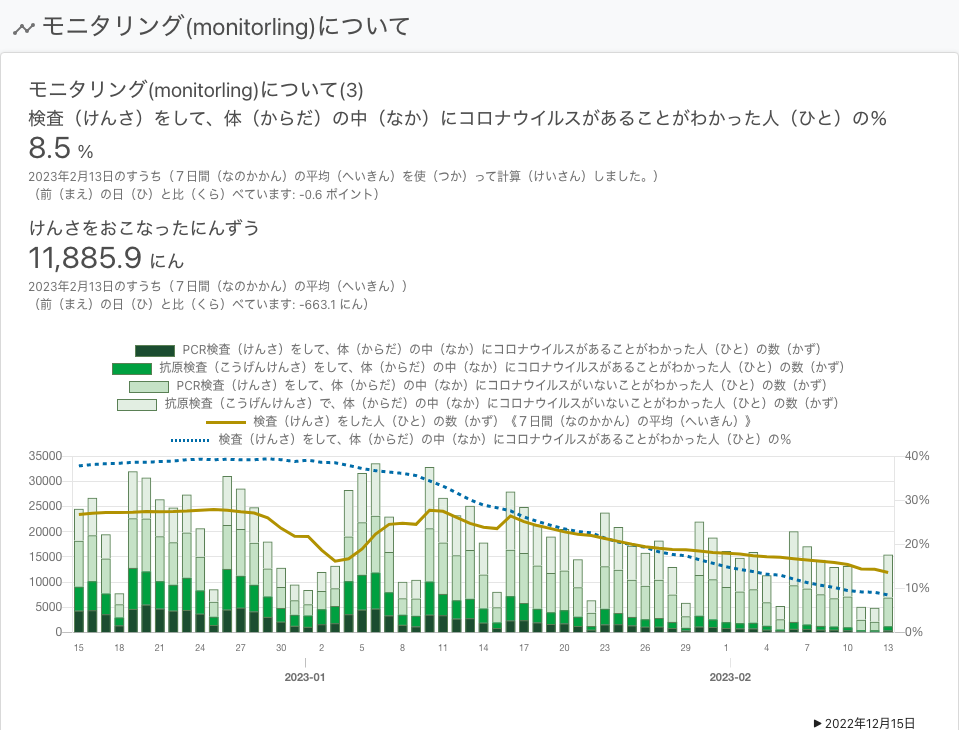 モニタリング(monitorling)について
モニタリング(monitorling)について(3)
検査（けんさ）をして、体（からだ）の中（なか）にコロナウイルスがあることがわかった人（ひと）の%
8.5 %
2023年2月13日のすうち（７日間（なのかかん）の平均（へいきん）を使（つか）って計算（けいさん）しました。）
（前（まえ）の日（ひ）と比（くら）べています: -0.6 ポイント）
けんさをおこなったにんずう
11,885.9 にん
2023年2月13日のすうち（７日間（なのかかん）の平均（へいきん））
（前（まえ）の日（ひ）と比（くら）べています: -663.1 にん）
PCR検査（けんさ）をして、体（からだ）の中（なか）にコロナウイルスがあることがわかった人（ひと）の数（かず）
抗原検査（こうげんけんさ）をして、体（からだ）の中（なか）にコロナウイルスがあることがわかった人（ひと）の数（かず）
PCR検査（けんさ）をして、体（からだ）の中（なか）にコロナウイルスがいないことがわかった人（ひと）の数（かず）
抗原検査（こうげんけんさ）で、体（からだ）の中（なか）にコロナウイルスがいないことがわかった人（ひと）の数（かず）
検査（けんさ）をした人（ひと）の数（かず）《７日間（なのかかん）の平均（へいきん）》
検査（けんさ）をして、体（からだ）の中（なか）にコロナウイルスがあることがわかった人（ひと）の%
35000 40%
30000
25000 30%
20000
15000 20%
10000 10%
5000
0 0%
15 18 21 24 27 30 2 5 8 11 14 17 20 23 26 29 1 4 7 10 13
2023-01 2023-02
▶ 2022年12月15日